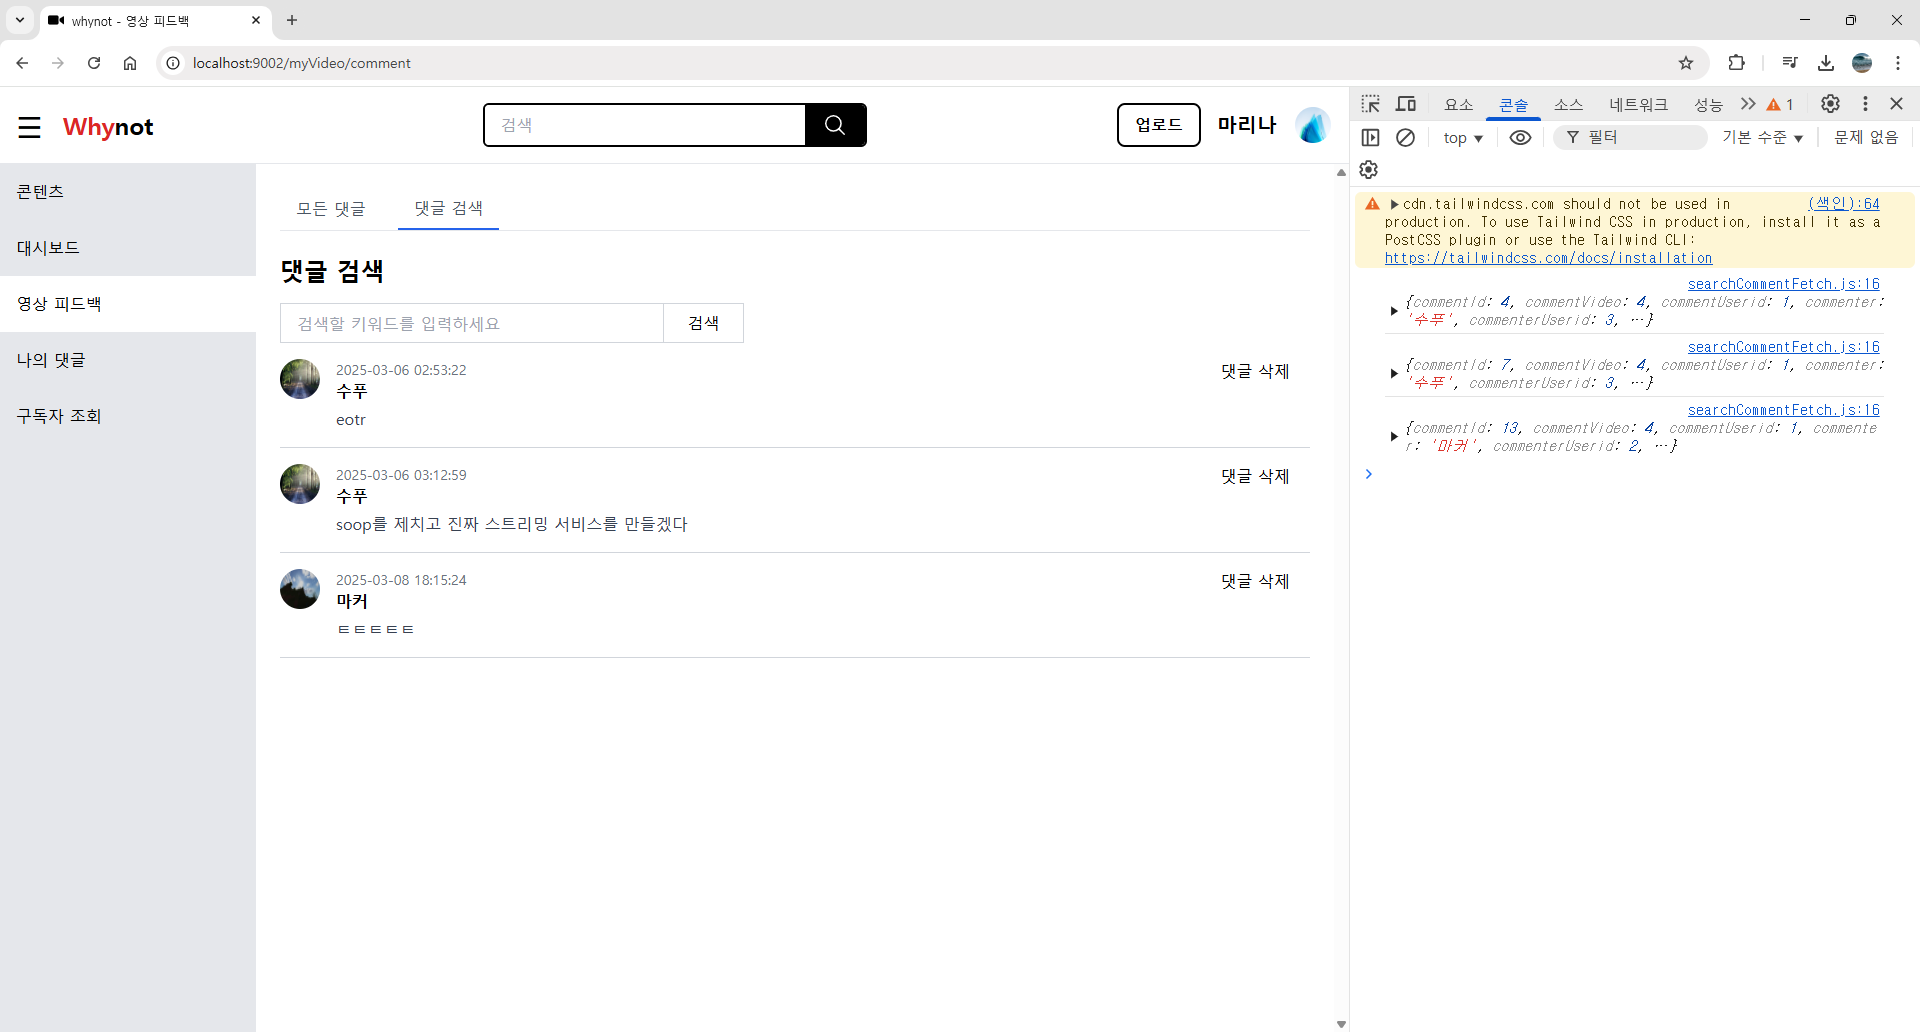 whynot - 영상 피드백
localhost:9002/myVideo/comment
Whynot
검색
업로드
마리나
콘텐츠
대시보드
영상 피드백
나의 댓글
구독자 조회
모든 댓글
댓글 검색
댓글 검색
검색할 키워드를 입력하세요
검색
2025-03-06 02:53:22
댓글 삭제
수푸
eotr
2025-03-06 03:12:59
댓글 삭제
수푸
soop를 제치고 진짜 스트리밍 서비스를 만들겠다
2025-03-08 18:15:24
댓글 삭제
마커
ㅌㅌㅌㅌㅌ
요소
콘솔
소스
네트워크
성능
1
top
필터
기본 수준
문제 없음
cdn.tailwindcss.com should not be used in
(색인):64
production. To use Tailwind CSS in production, install it as a
PostCSS plugin or use the Tailwind CLI:
https://tailwindcss.com/docs/installation
searchCommentFetch.js:16
{commentId: 4, commentVideo: 4, commentUserid: 1, commenter:
'수푸', commenterUserid: 3, …}
searchCommentFetch.js:16
{commentId: 7, commentVideo: 4, commentUserid: 1, commenter:
'수푸', commenterUserid: 3, …}
searchCommentFetch.js:16
{commentId: 13, commentVideo: 4, commentUserid: 1, commente
r: '마커', commenterUserid: 2, …}